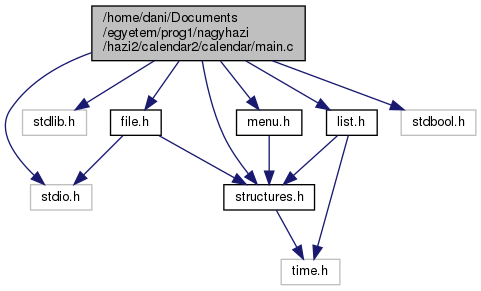 /home/dani/Documents
/egyetem/prog1/nagyhazi
/hazi2/calendar2/calendar/main.c
stdlib.h
file.h
menu.h
list.h
stdbool.h
stdio.h
structures.h
time.h